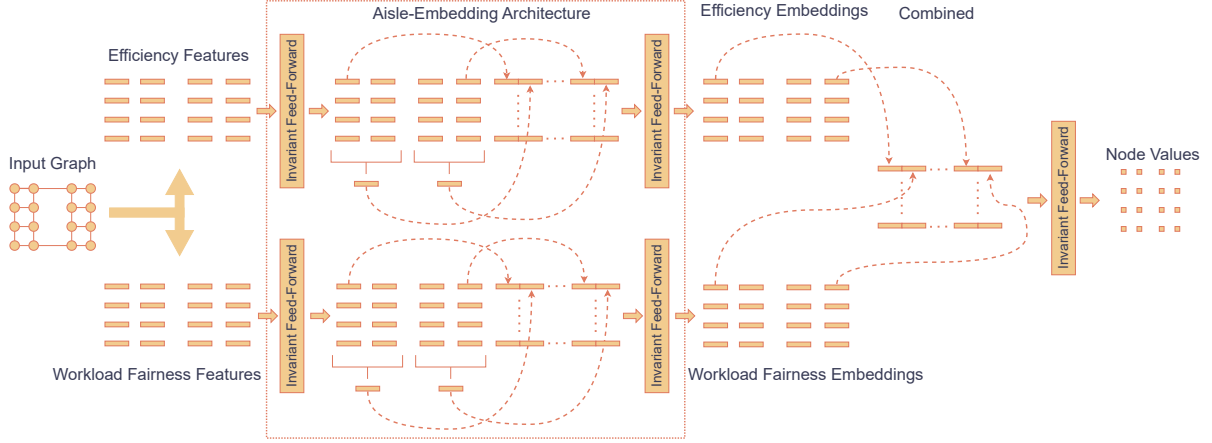 Aisle-Embedding Architecture
Efficiency Embeddings
Combined
Efficiency Features
Invariant Feed-Forward
Invariant Feed-Forward
Input Graph
Invariant Feed-Forward
Node Values
Invariant Feed-Forward
Invariant Feed-Forward
Workload Fairness Features
Workload Fairness Embeddings